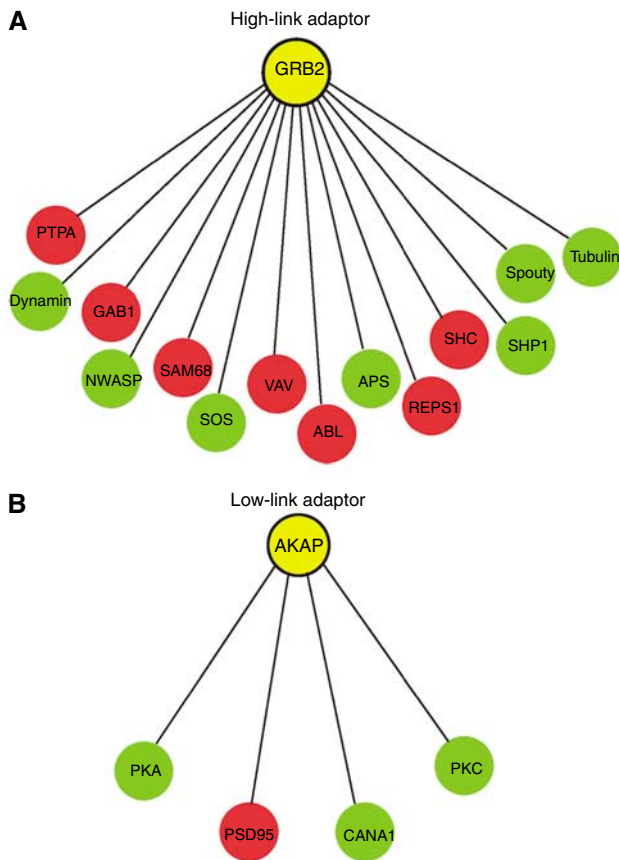 A
High-link adaptor
GRB2
PTPA
Dynamin
GAB1
NWASP
SAM68
SOS
VAV
ABL
APS
REPS1
SHC
SHP1
Spouty
Tubulin
B
Low-link adaptor
AKAP
PKA
PSD95
CANA1
PKC